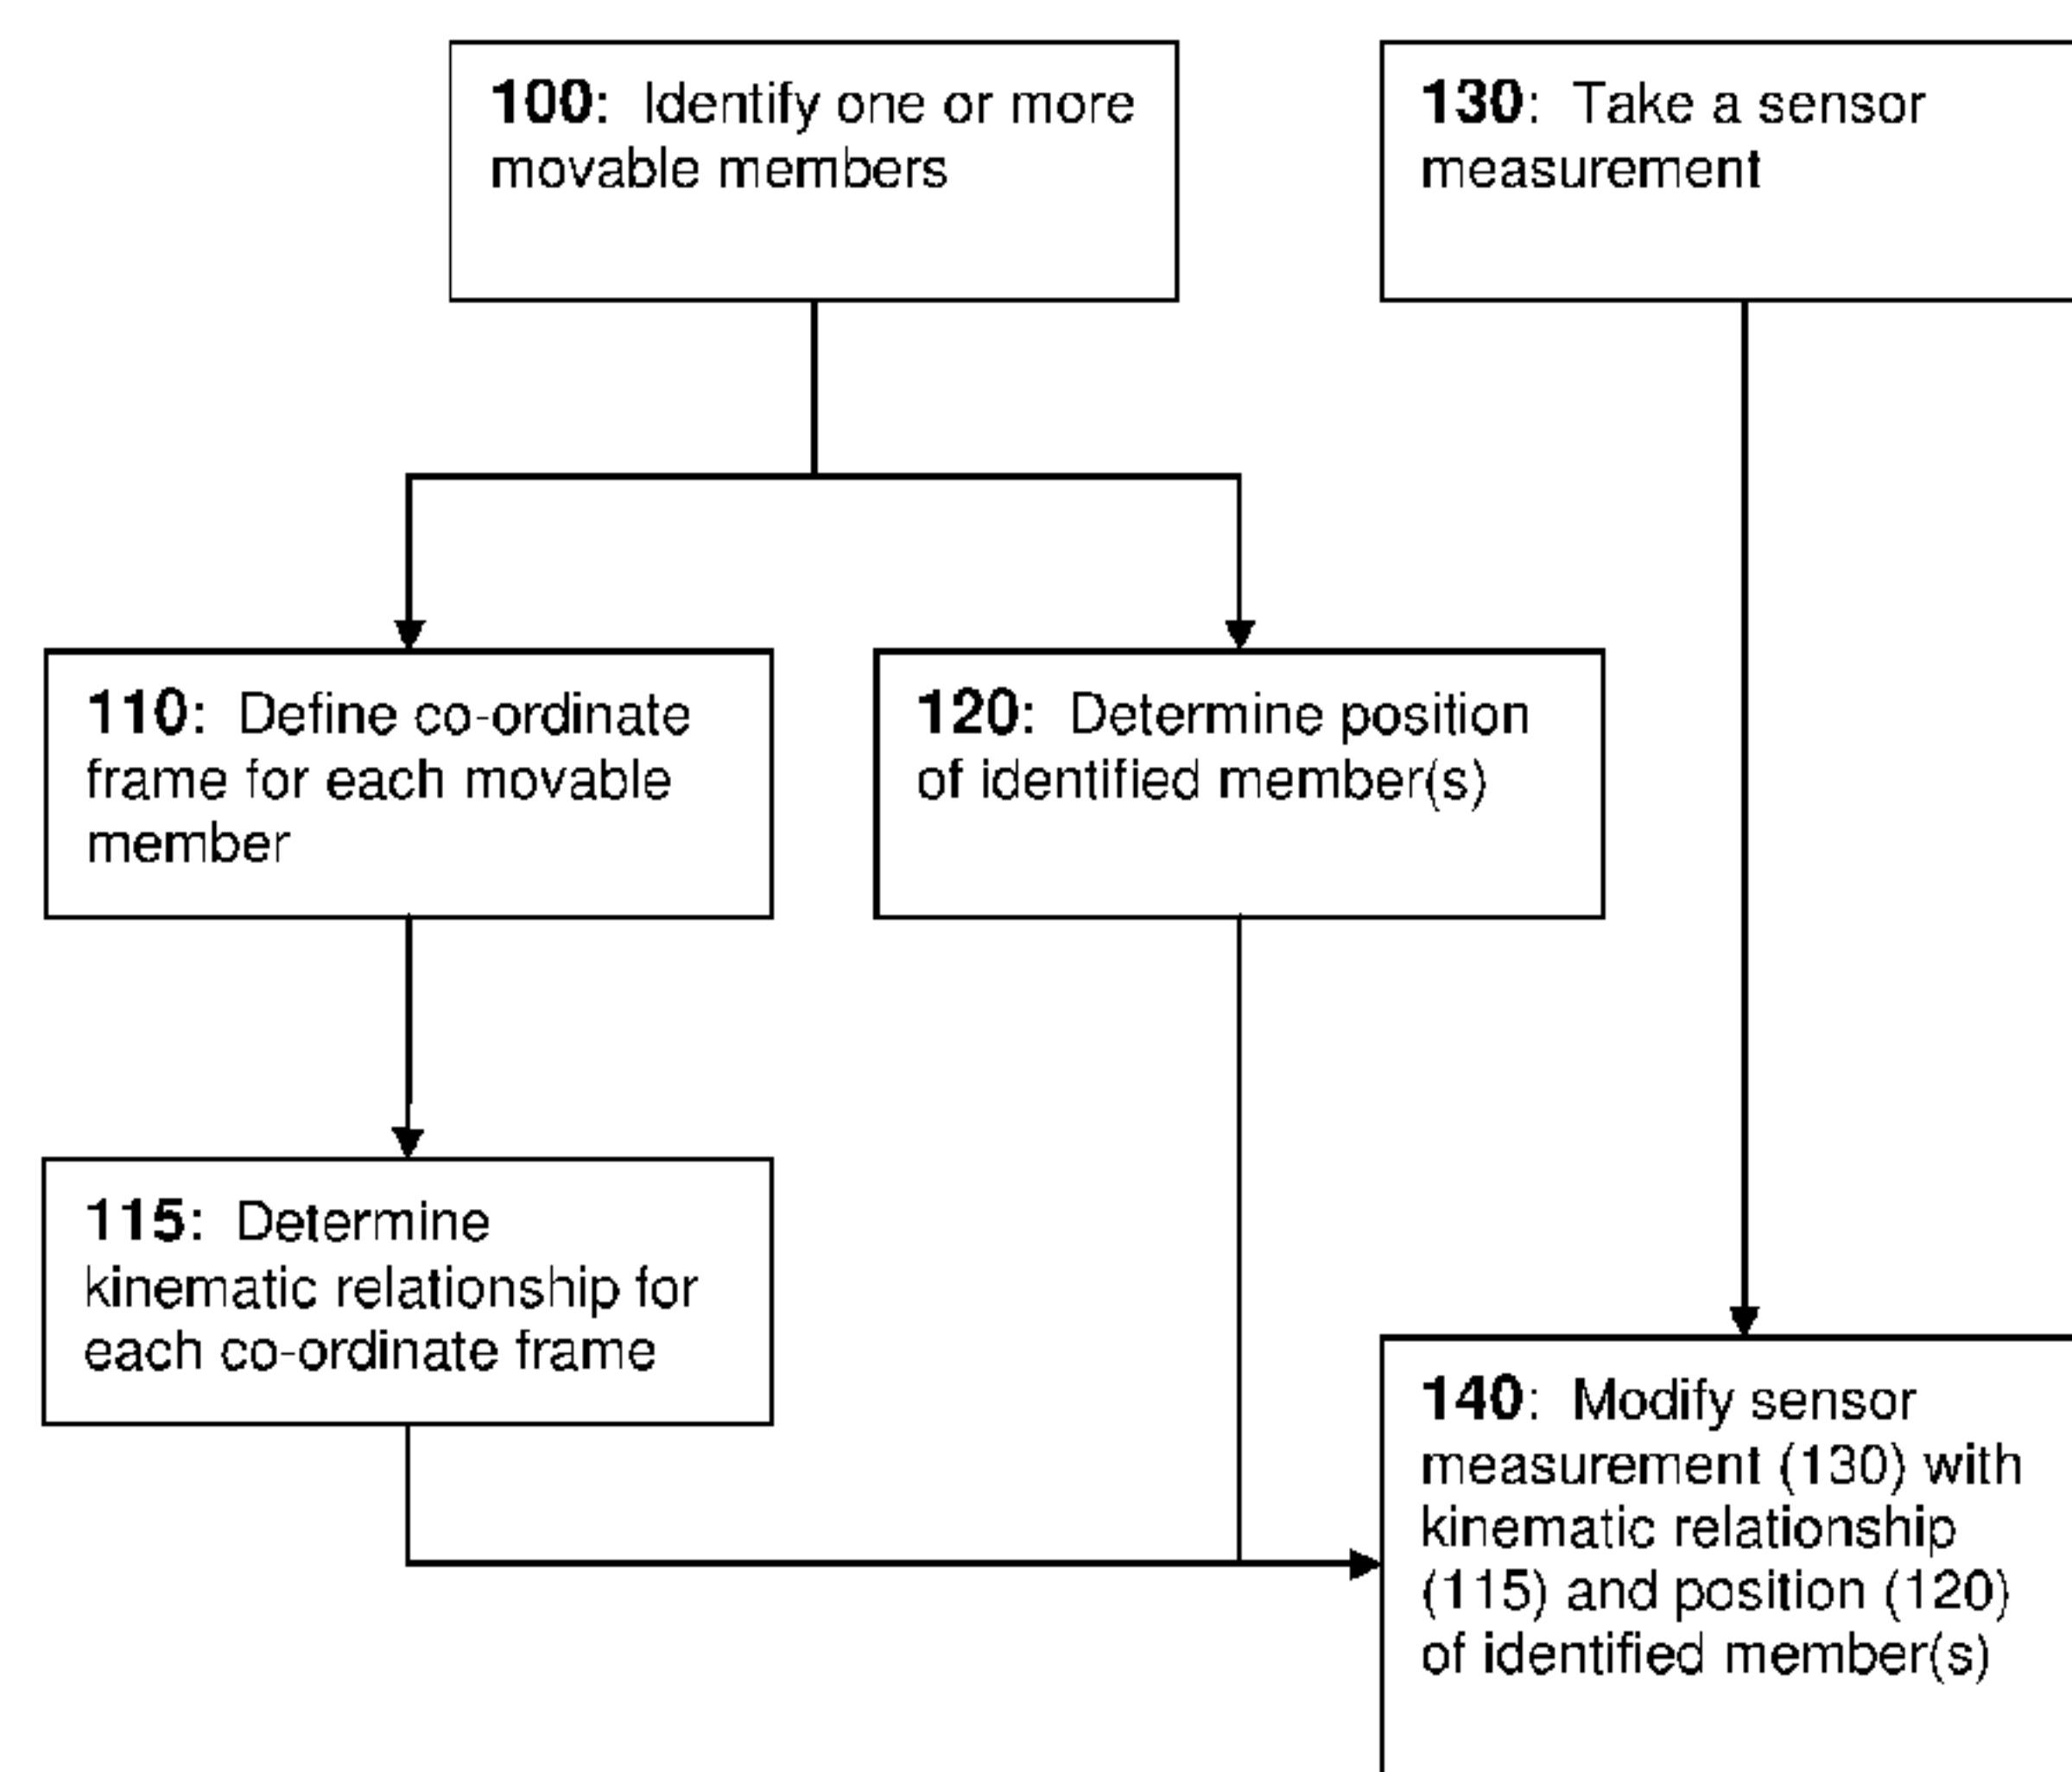 100: Identify one or more
movable members
130: Take a sensor
measurement
110: Define co-ordinate
frame for each movable
member
120: Determine position
of identified member(s)
115: Determine
kinematic relationship for
each co-ordinate frame
140: Modify sensor
measurement (130) with
kinematic relationship
(115) and position (120)
of identified member(s)